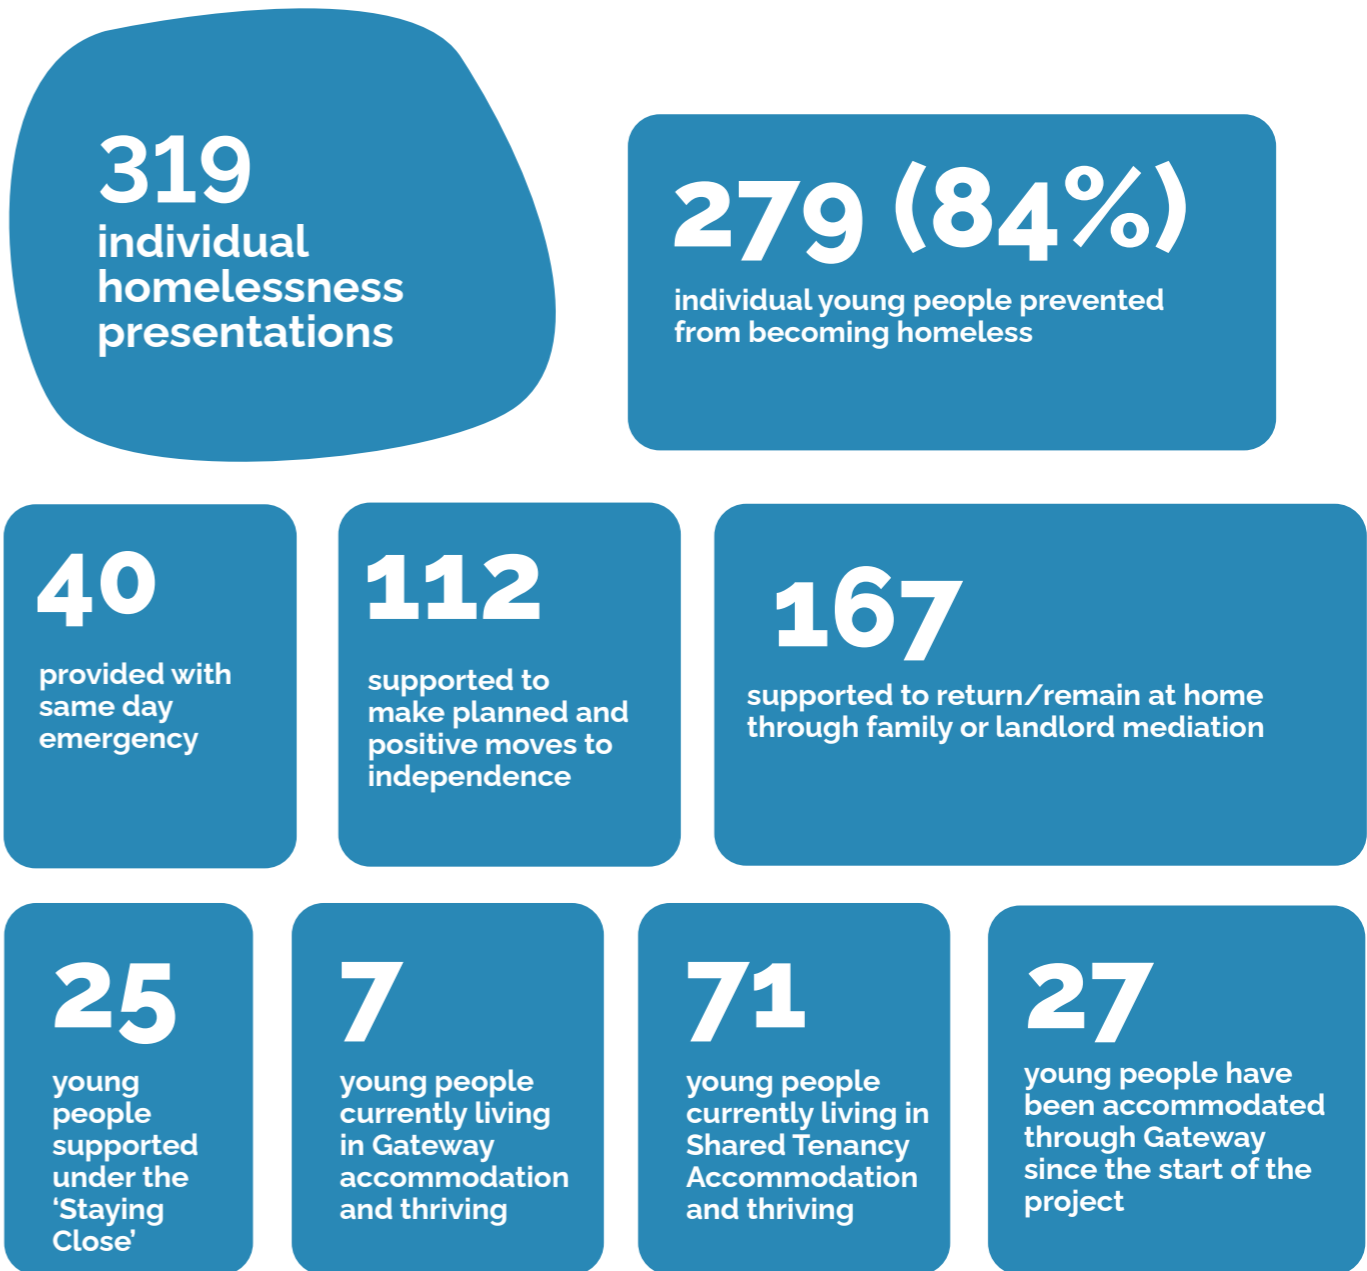 319
individual
homelessness
presentations
279 (84%)
individual young people prevented
from becoming homeless
40
provided with
same day
emergency
112
supported to
make planned and
positive moves to
independence
167
supported to return/remain at home
through family or landlord mediation
25
young
people
supported
under the
‘Staying
Close’
7
young people
currently living
in Gateway
accommodation
and thriving
71
young people
currently living in
Shared Tenancy
Accommodation
and thriving
27
young people have
been accommodated
through Gateway
since the start of the
project